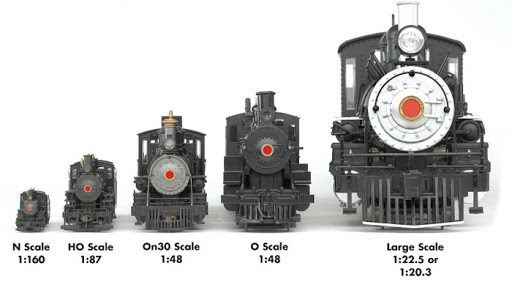 N Scale
1:160
HO Scale
1:87
On30 Scale
1:48
O Scale
1:48
Large Scale
1:22.5 or
1:20.3